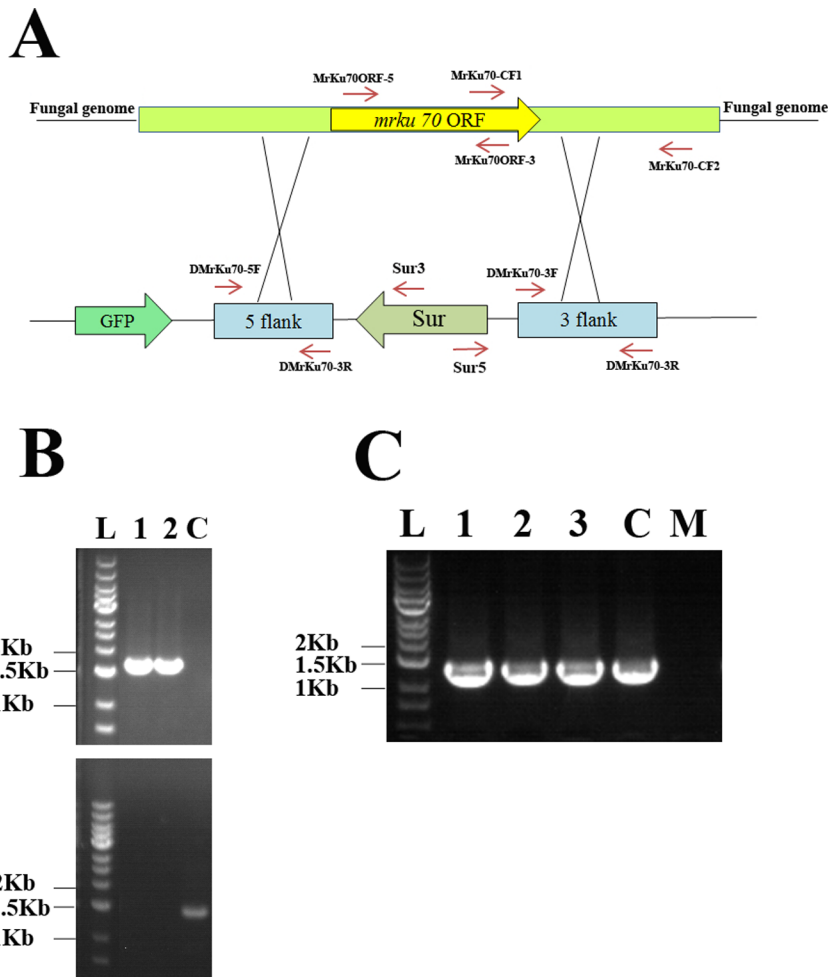 A
MrKu70ORF-5
MrKu70-CF1
Fungal genome
mrku 70 ORF
Fungal genome
MrKu70ORF-3
MrKu70-CF2
DMrKu70-5F
Sur3
DMrKu70-3F
GFP
5 flank
Sur
3 flank
DMrKu70-3R
Sur5
DMrKu70-3R
B
C
L 1 2 C
L 1 2 3 C M
Kb
.5Kb
Kb
2Kb
1.5Kb
1Kb
2Kb
.5Kb
Kb